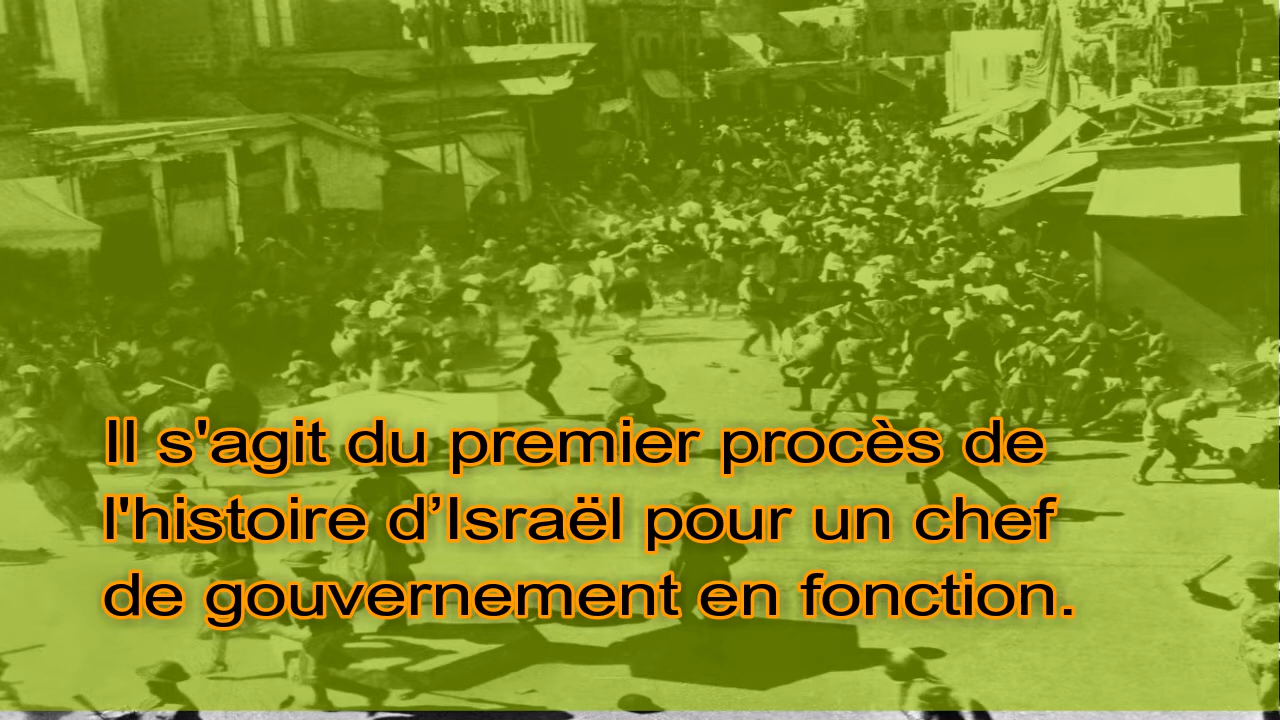 Il s'agit du premier procès de
l'histoire d’Israël pour un chef
de gouvernement en fonction.